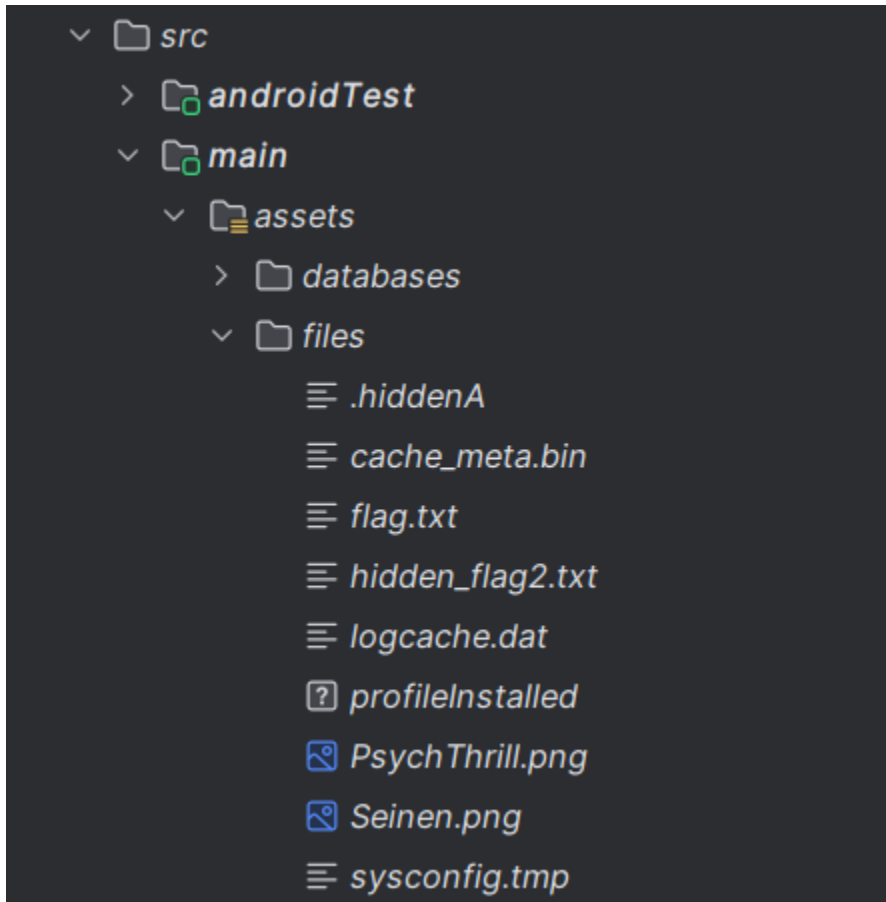 src
androidTest
main
assets
databases
files
.hiddenA
cache_meta.bin
flag.txt
hidden_flag2.txt
logcache.dat
profileInstalled
PsychThrill.png
Seinen.png
sysconfig.tmp